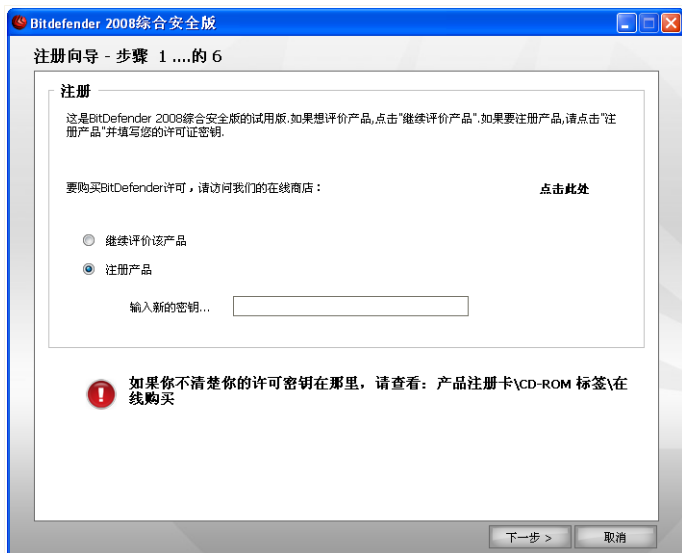 Bitdefender 2008综合安全版
注册向导 - 步骤 1 ....的 6
注册
这是BitDefender 2008综合安全版的试用版.如果想评价产品,点击"继续评价产品".如果要注册产品,请点击"注
册产品"并填写您的许可证密钥.
要购买BitDefender许可，请访问我们的在线商店：
点击此处
继续评价该产品
注册产品
输入新的密钥...
如果你不清楚你的许可密钥在那里，请查看：产品注册卡\CD-ROM 标签\在
线购买
下一步 >
取消